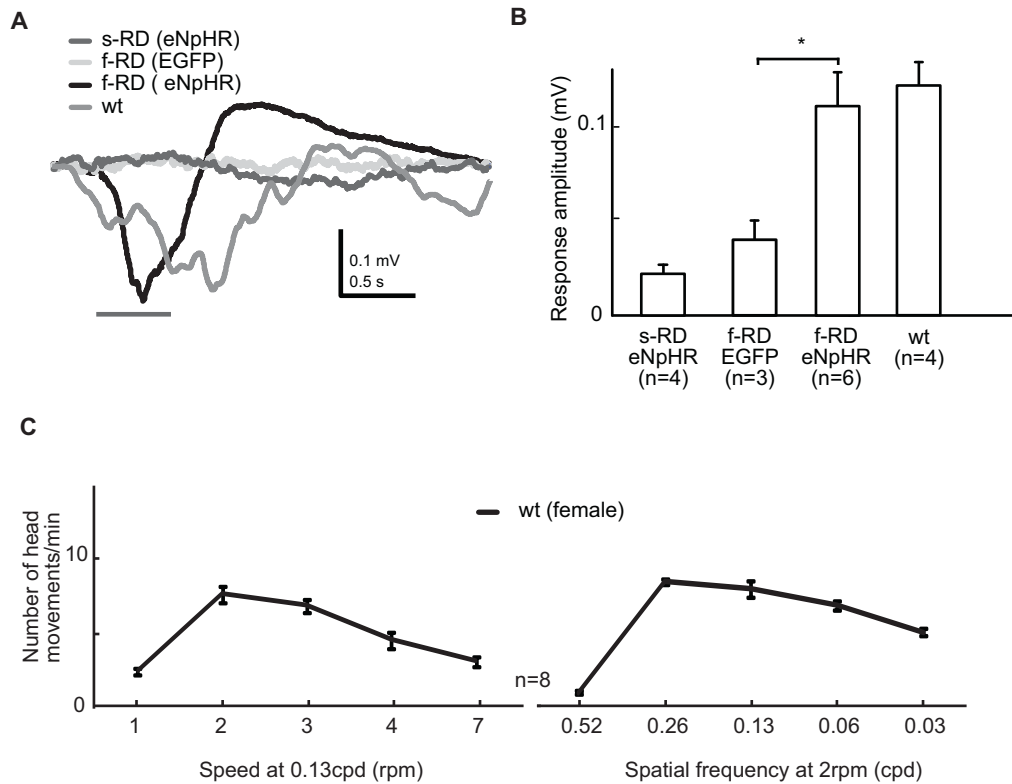 A
s-RD (eNpHR)
f-RD (EGFP)
f-RD ( eNpHR)
wt
0.1 mV
0.5 s
B
*
Response amplitude (mV)
0.1
0
s-RD
eNpHR
(n=4)
f-RD
EGFP
(n=3)
f-RD
eNpHR
(n=6)
wt
(n=4)
C
wt (female)
Number of head
movements/min
10
0
n=8
1 2 3 4 7
0.52 0.26 0.13 0.06 0.03
Speed at 0.13cpd (rpm)
Spatial frequency at 2rpm (cpd)